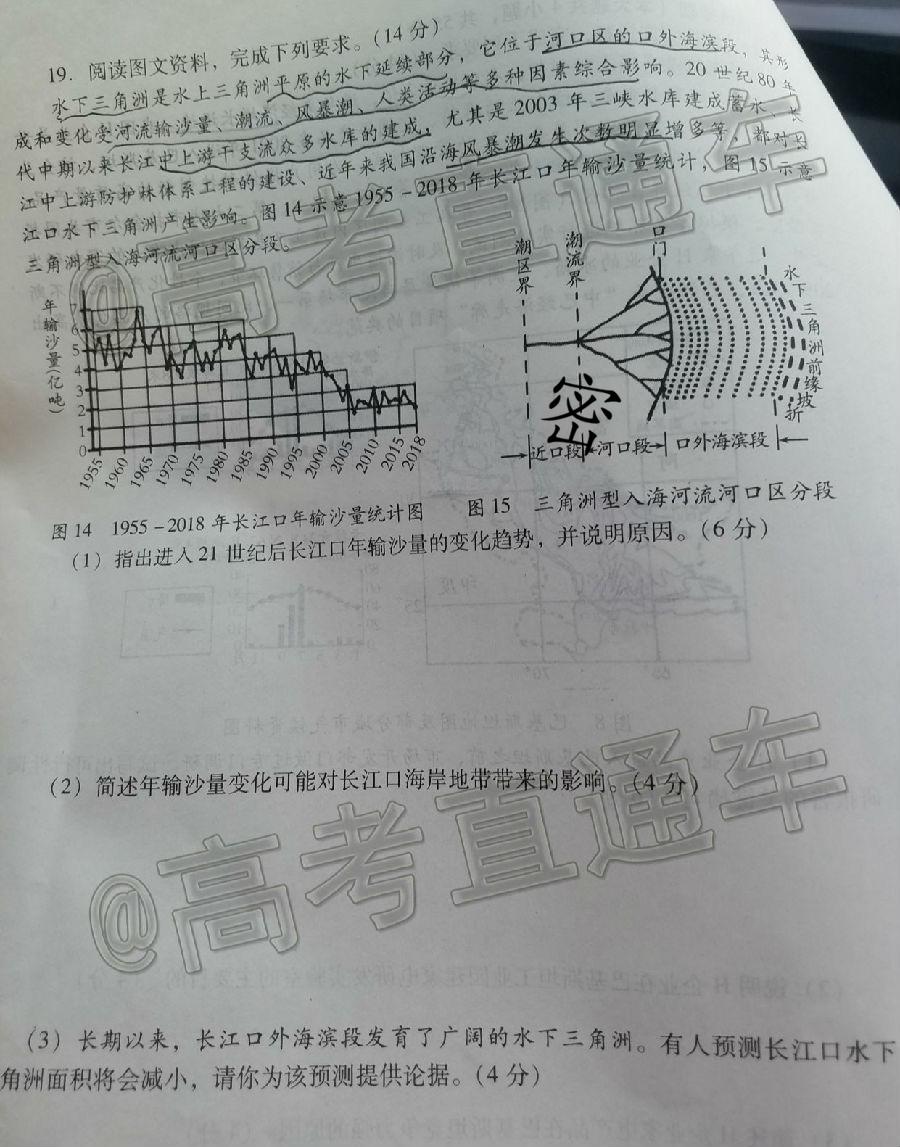 19. 阅读图文资料，完成下列要求。（14 分）
水下三角洲是水上三角洲平原的水下延续部分，它位于河口区的口外海滨段，其形
成和变化受河流输沙量、潮流、风暴潮、人类活动等多种因素综合影响。20 世纪 80 年
代中期以来长江中上游干支流众多水库的建成，尤其是 2003 年三峡水库建成蓄水、长
江中上游防护林体系工程的建设、近年来我国沿海风暴潮发生次数明显增多等，都对长
江口水下三角洲产生影响。图 14 示意 1955－2018 年长江口年输沙量统计，图 15 示意
三角洲型入海河流河口区分段。
年输沙量（亿吨）
7
6
5
4
3
2
1
0
1955 1960 1965 1970 1975 1980 1985 1990 1995 2000 2005 2010 2015 2018
潮区界
潮流界
口门
水下三角洲前缘坡折
密
近口段 河口段 口外海滨段
图 14 1955－2018 年长江口年输沙量统计图
图 15 三角洲型入海河流河口区分段
（1）指出进入 21 世纪后长江口年输沙量的变化趋势，并说明原因。（6 分）
（2）简述年输沙量变化可能对长江口海岸地带带来的影响。（4 分）
（3）长期以来，长江口外海滨段发育了广阔的水下三角洲。有人预测长江口水下
角洲面积将会减小，请你为该预测提供论据。（4 分）
@高考直通车
@高考直通车